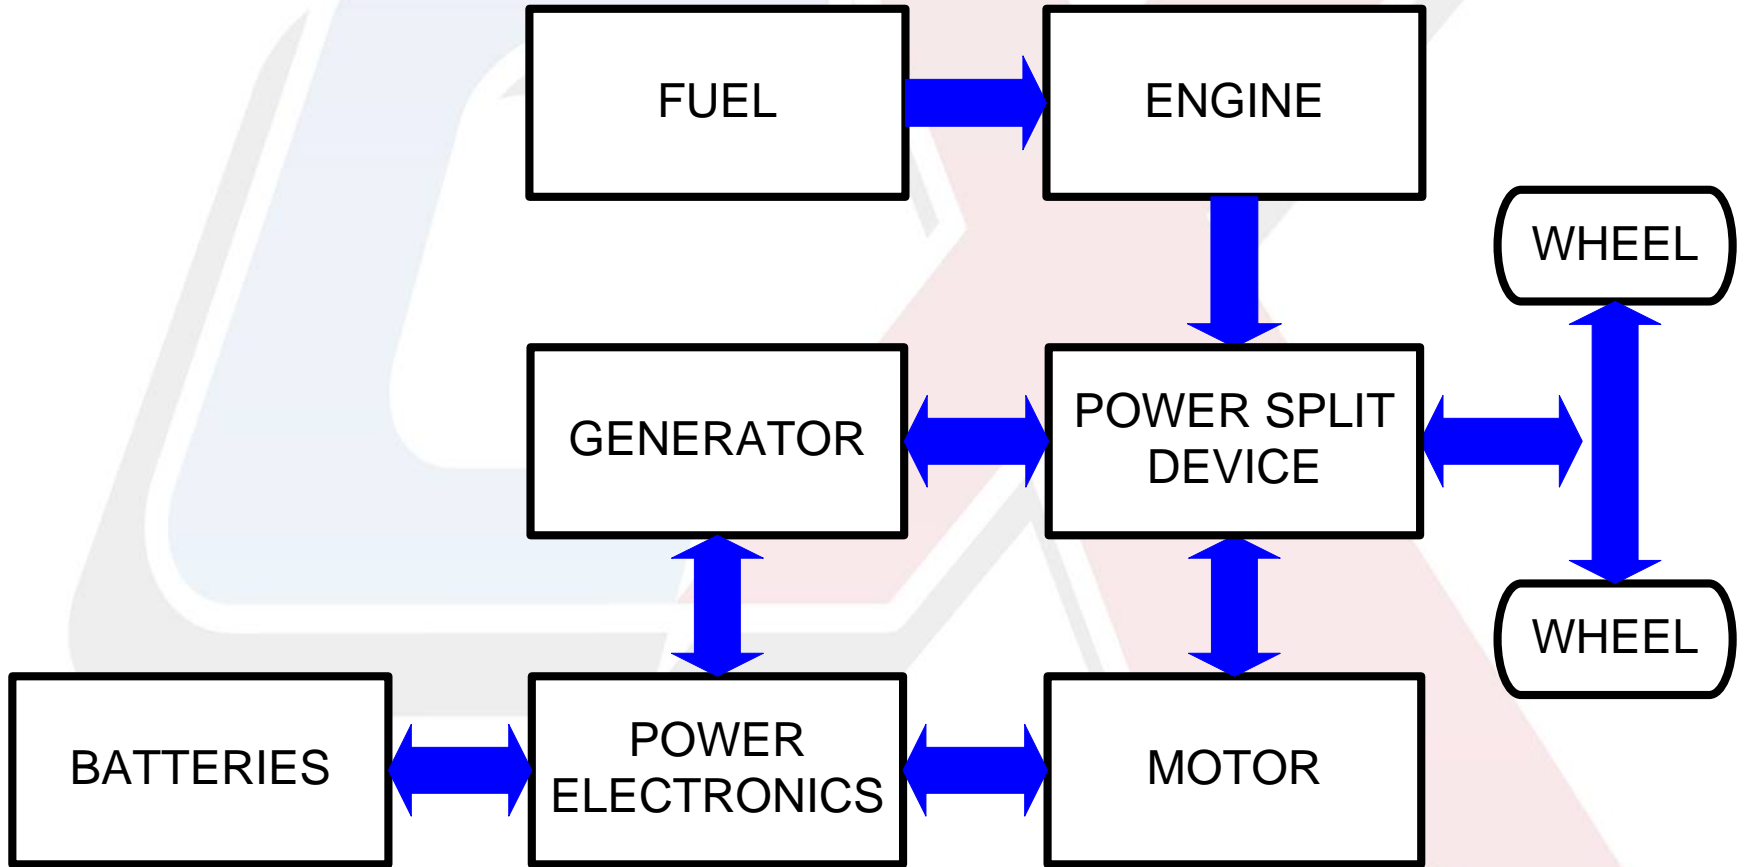 FUEL
ENGINE
WHEEL
GENERATOR
POWER SPLIT
DEVICE
WHEEL
BATTERIES
POWER
ELECTRONICS
MOTOR